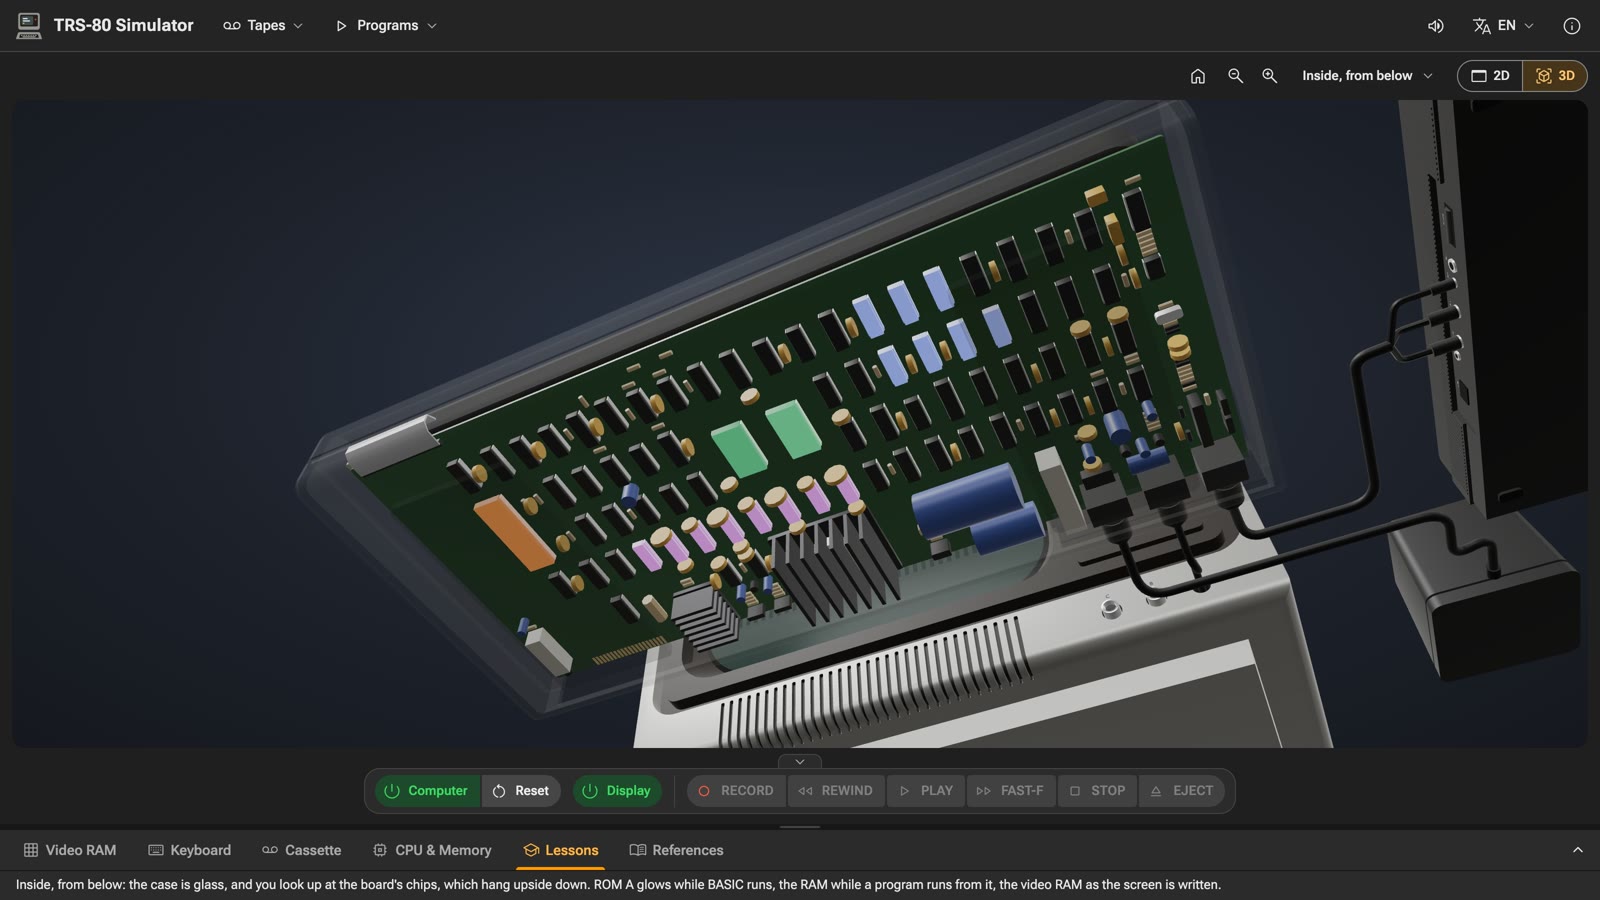 TRS-80 Simulator
Tapes
Programs
EN
Inside, from below
2D
3D
Computer
Reset
Display
RECORD
REWIND
PLAY
FAST-F
STOP
EJECT
Video RAM
Keyboard
Cassette
CPU & Memory
Lessons
References
Inside, from below: the case is glass, and you look up at the board's chips, which hang upside down. ROM A glows while BASIC runs, the RAM while a program runs from it, the video RAM as the screen is written.